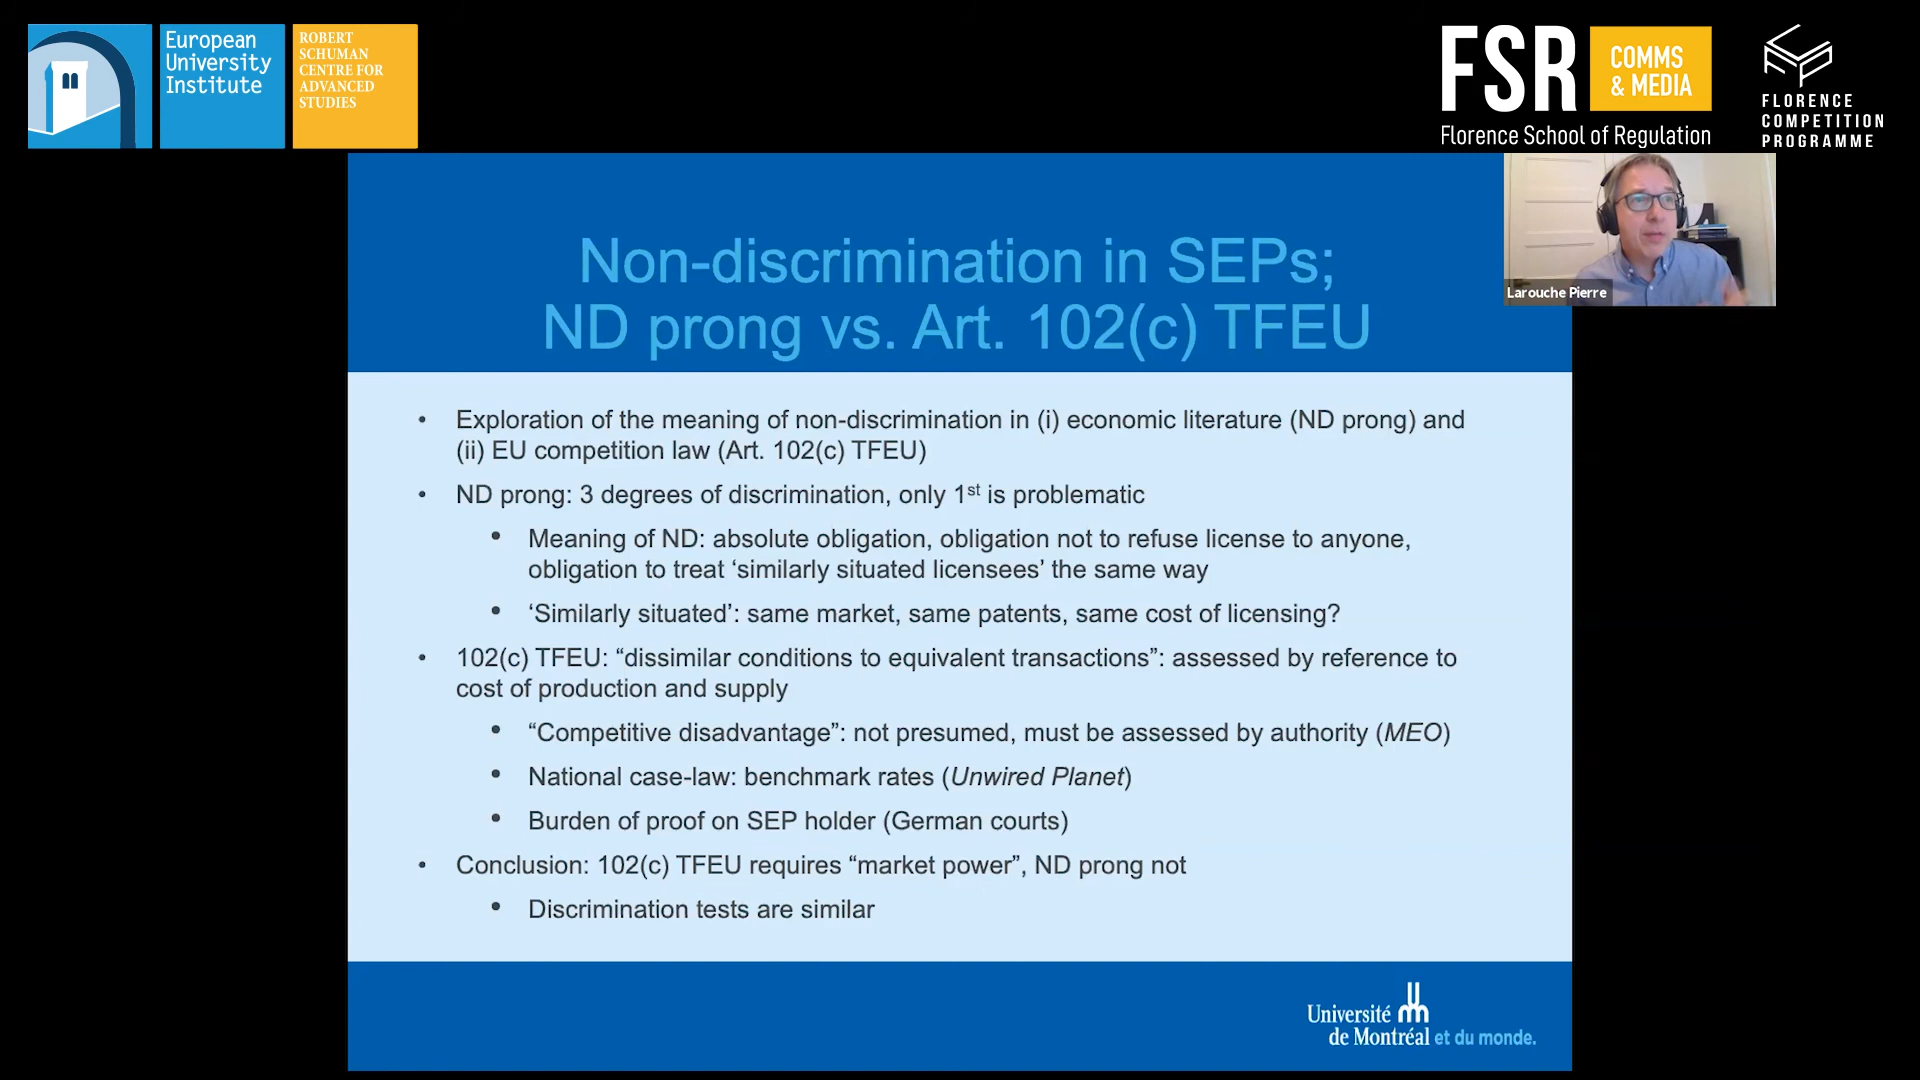 European
University
Institute
ROBERT
SCHUMAN
CENTRE FOR
ADVANCED
STUDIES
FSR
COMMS
& MEDIA
Florence School of Regulation
FLORENCE
COMPETITION
PROGRAMME
Larouche Pierre
Non-discrimination in SEPs;
ND prong vs. Art. 102(c) TFEU
• Exploration of the meaning of non-discrimination in (i) economic literature (ND prong) and
(ii) EU competition law (Art. 102(c) TFEU)
• ND prong: 3 degrees of discrimination, only 1st is problematic
• Meaning of ND: absolute obligation, obligation not to refuse license to anyone,
obligation to treat ‘similarly situated licensees’ the same way
• ‘Similarly situated’: same market, same patents, same cost of licensing?
• 102(c) TFEU: “dissimilar conditions to equivalent transactions”: assessed by reference to
cost of production and supply
• “Competitive disadvantage”: not presumed, must be assessed by authority (MEO)
• National case-law: benchmark rates (Unwired Planet)
• Burden of proof on SEP holder (German courts)
• Conclusion: 102(c) TFEU requires “market power”, ND prong not
• Discrimination tests are similar
Université
de Montréal et du monde.